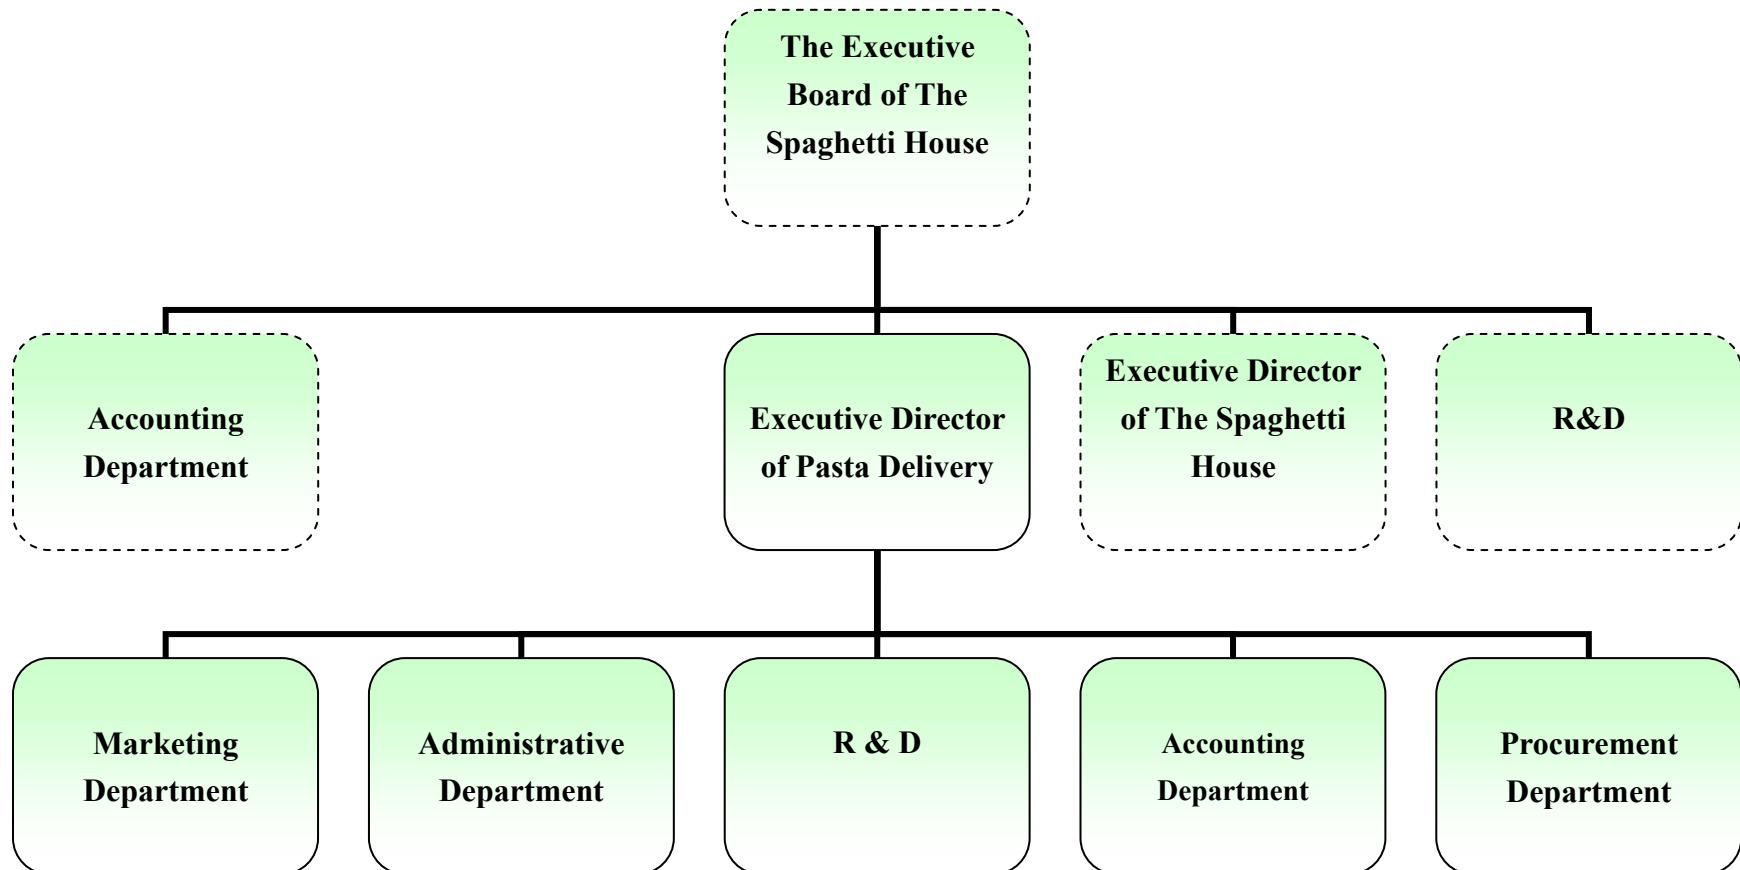 The Executive
Board of The
Spaghetti House
Accounting
Department
Executive Director
of Pasta Delivery
Executive Director
of The Spaghetti
House
R&D
Marketing
Department
Administrative
Department
R & D
Accounting
Department
Procurement
Department